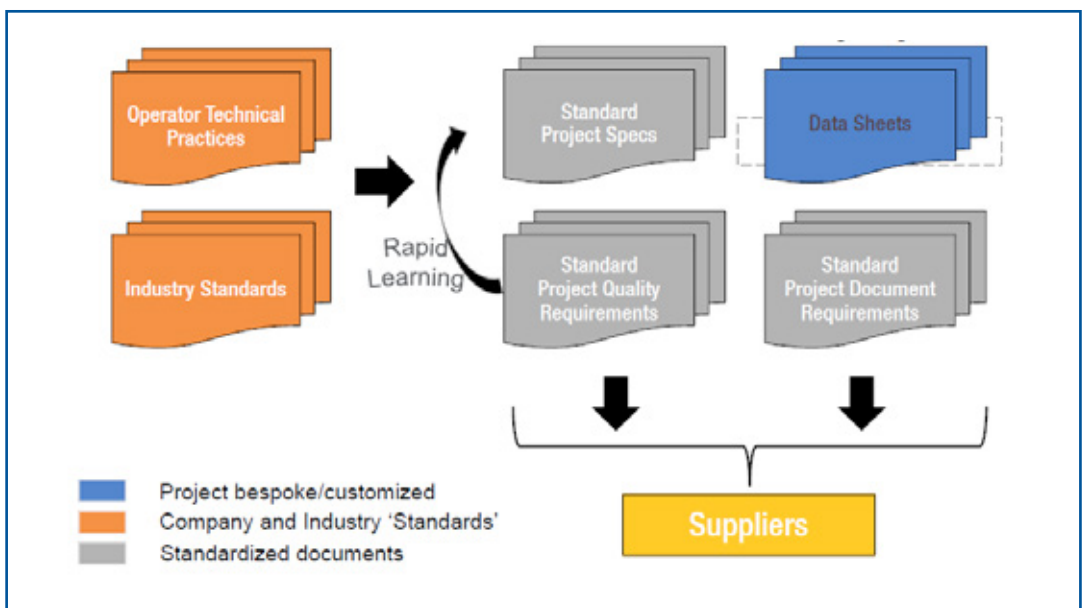 Operator Technical
Practices
Standard
Project Specs
Data Sheets
Rapid
Learning
Industry Standards
Standard
Project Quality
Requirements
Standard
Project Document
Requirements
Project bespoke/customized
Company and Industry ‘Standards’
Standardized documents
Suppliers